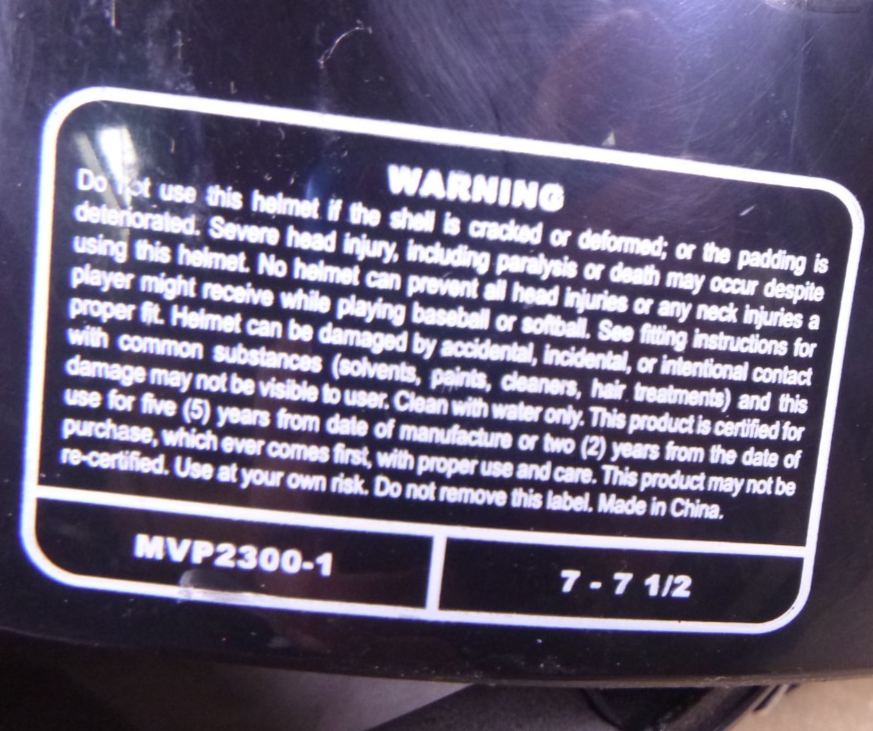 WARNING
Do not use this helmet if the shell is cracked or deformed; or the padding is
deteriorated. Severe head injury, including paralysis or death may occur despite
using this helmet. No helmet can prevent all head injuries or any neck injuries a
player might receive while playing baseball or softball. See fitting instructions for
proper fit. Helmet can be damaged by accidental, incidental, or intentional contact
with common substances (solvents, paints, cleaners, hair treatments) and this
damage may not be visible to user. Clean with water only. This product is certified for
use for five (5) years from date of manufacture or two (2) years from the date of
purchase, which ever comes first, with proper use and care. This product may not be
re-certified. Use at your own risk. Do not remove this label. Made in China.
MVP2300-1
7 - 7 1/2